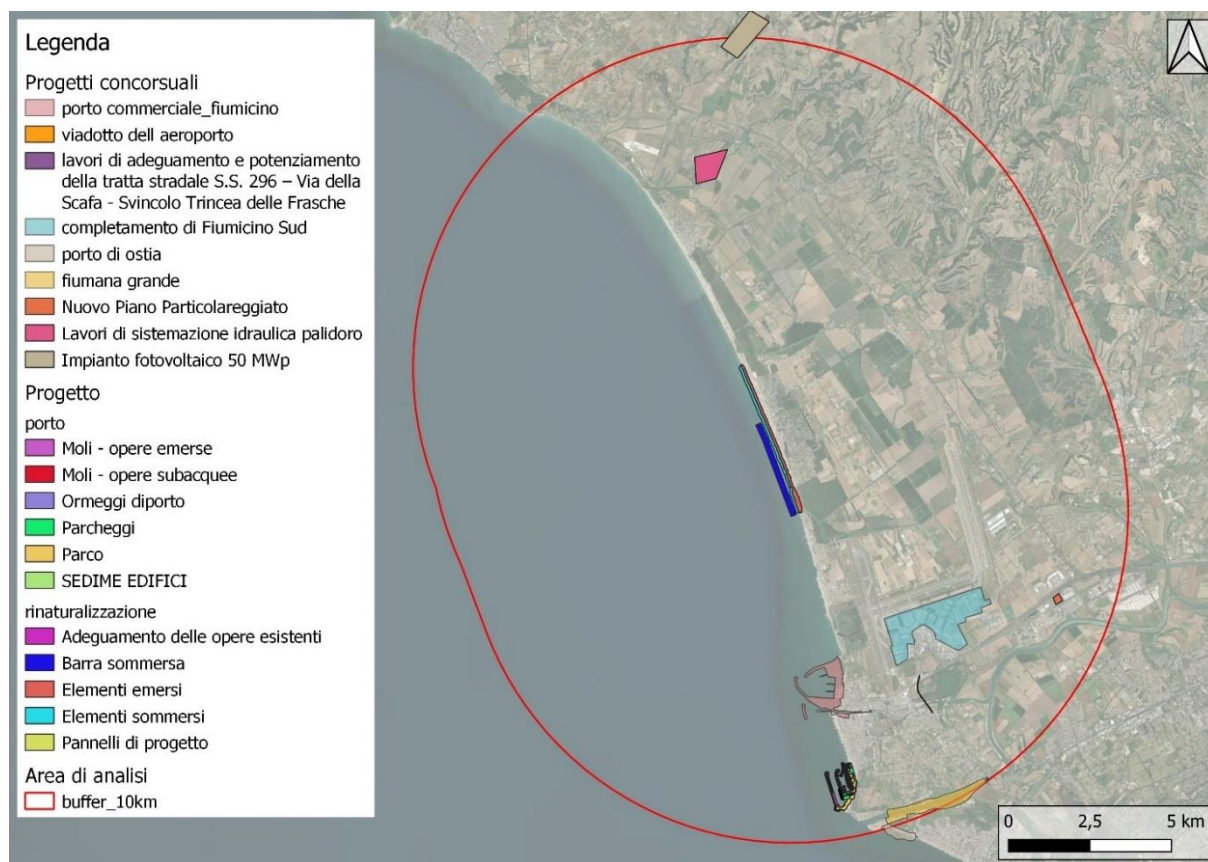 Legenda
Progetti concorsuali
porto commerciale_fiumicino
viadotto dell aeroporto
lavori di adeguamento e potenziamento
della tratta stradale S.S. 296 – Via della
Scafa - Svincolo Trincea delle Frasche
completamento di Fiumicino Sud
porto di ostia
fiumana grande
Nuovo Piano Particolareggiato
Lavori di sistemazione idraulica palidoro
Impianto fotovoltaico 50 MWp
Progetto
porto
Moli - opere emerse
Moli - opere subacquee
Ormeggi diporto
Parcheggi
Parco
SEDIME EDIFICI
rinaturalizzazione
Adeguamento delle opere esistenti
Barra sommersa
Elementi emersi
Elementi sommersi
Pannelli di progetto
Area di analisi
buffer_10km
0 2,5 5 km